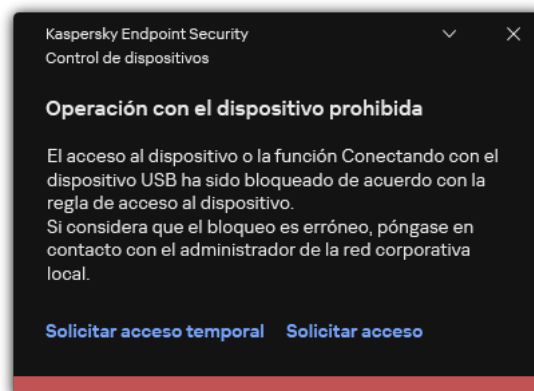 Kaspersky Endpoint Security
Control de dispositivos
Operación con el dispositivo prohibida
El acceso al dispositivo o la función Conectando con el
dispositivo USB ha sido bloqueado de acuerdo con la
regla de acceso al dispositivo.
Si considera que el bloqueo es erróneo, póngase en
contacto con el administrador de la red corporativa
local.
Solicitar acceso temporal Solicitar acceso